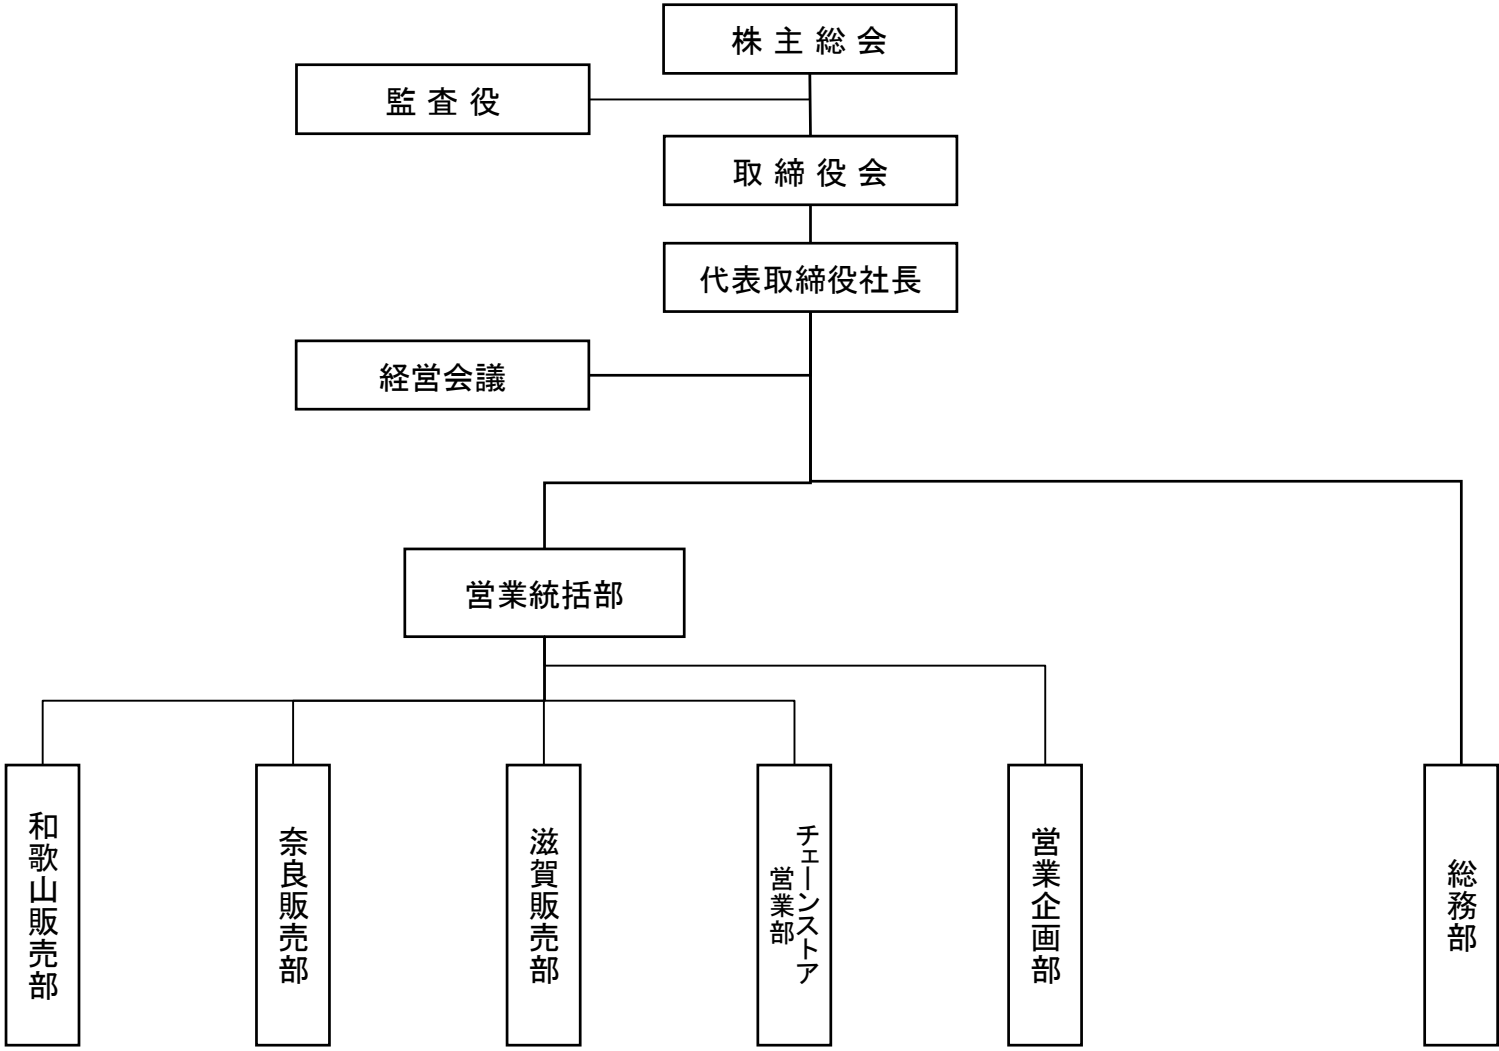 株主総会
監査役
取締役会
代表取締役社長
経営会議
営業統括部
和歌山販売部
奈良販売部
滋賀販売部
チェーンストア
営業部
営業企画部
総務部